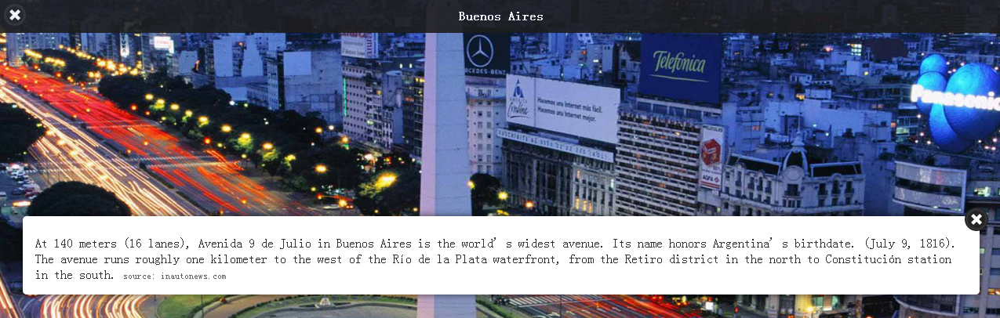 Buenos Aires
MERCEDES-BENZ
Telefónica
Hacemos una Internet más fácil.
Hacemos una Internet mejor.
Panasonic
AGFA
At 140 meters (16 lanes), Avenida 9 de Julio in Buenos Aires is the world's widest avenue. Its name honors Argentina's birthdate. (July 9, 1816).
The avenue runs roughly one kilometer to the west of the Río de la Plata waterfront, from the Retiro district in the north to Constitución station
in the south. source: inautonews.com